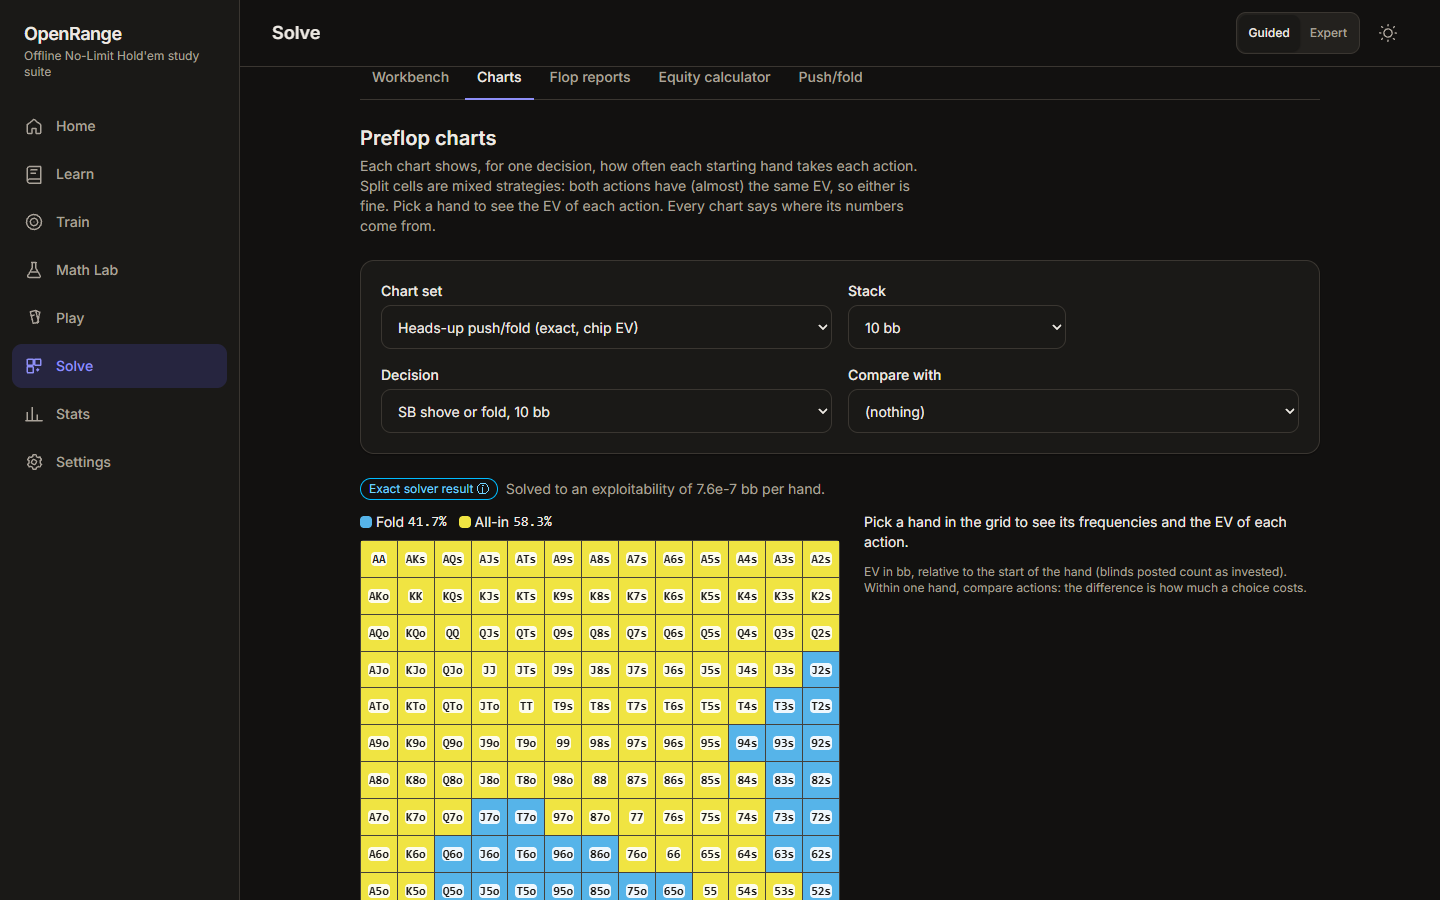 OpenRange
Offline No-Limit Hold'em study
suite
Home
Learn
Train
Math Lab
Play
Solve
Stats
Settings
Solve
Guided Expert
Workbench Charts Flop reports Equity calculator Push/fold
Preflop charts
Each chart shows, for one decision, how often each starting hand takes each action.
Split cells are mixed strategies: both actions have (almost) the same EV, so either is
fine. Pick a hand to see the EV of each action. Every chart says where its numbers
come from.
Chart set
Heads-up push/fold (exact, chip EV)
Stack
10 bb
Decision
SB shove or fold, 10 bb
Compare with
(nothing)
Exact solver result ⓘ Solved to an exploitability of 7.6e-7 bb per hand.
Fold 41.7% All-in 58.3%
AA AKs AQs AJs ATs A9s A8s A7s A6s A5s A4s A3s A2s
AKo KK KQs KJs KTs K9s K8s K7s K6s K5s K4s K3s K2s
AQo KQo QQ QJs QTs Q9s Q8s Q7s Q6s Q5s Q4s Q3s Q2s
AJo KJo QJo JJ JTs J9s J8s J7s J6s J5s J4s J3s J2s
ATo KTo QTo JTo TT T9s T8s T7s T6s T5s T4s T3s T2s
A9o K9o Q9o J9o T9o 99 98s 97s 96s 95s 94s 93s 92s
A8o K8o Q8o J8o T8o 98o 88 87s 86s 85s 84s 83s 82s
A7o K7o Q7o J7o T7o 97o 87o 77 76s 75s 74s 73s 72s
A6o K6o Q6o J6o T6o 96o 86o 76o 66 65s 64s 63s 62s
A5o K5o Q5o J5o T5o 95o 85o 75o 65o 55 54s 53s 52s
Pick a hand in the grid to see its frequencies and the EV of each
action.
EV in bb, relative to the start of the hand (blinds posted count as invested).
Within one hand, compare actions: the difference is how much a choice costs.